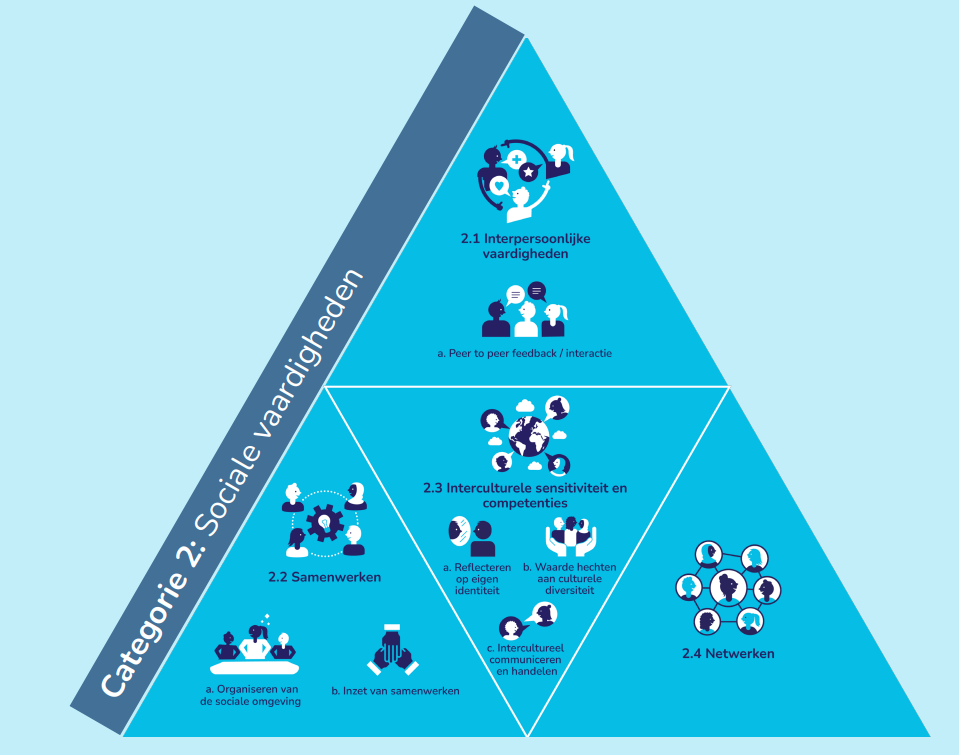 Categorie 2: Sociale vaardigheden
2.1 Interpersoonlijke
vaardigheden
a. Peer to peer feedback / interactie
2.3 Interculturele sensitiviteit en
competenties
a. Reflecteren
op eigen
identiteit
b. Waarde hechten
aan culturele
diversiteit
c. Intercultureel
communiceren
en handelen
2.2 Samenwerken
a. Organiseren van
de sociale omgeving
b. Inzet van samenwerken
2.4 Netwerken